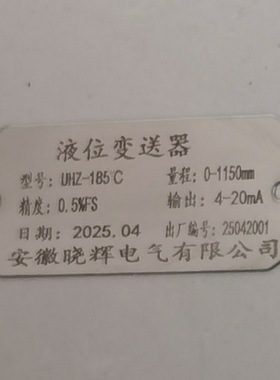 液位变送器
型号: UHZ-185℃ 量程: 0-1150mm
精度: 0.5%FS 输出: 4-20mA
日期: 2025.04 出厂编号: 25042001
安徽晓辉电气有限公司